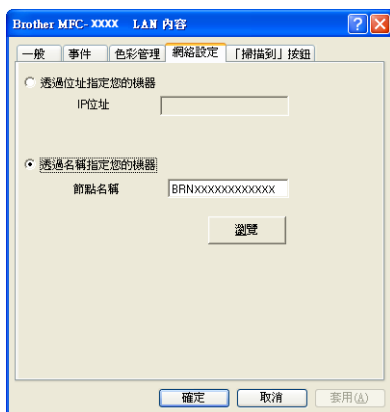 Brother MFC- XXXX LAN 內容
一般 事件 色彩管理 網絡設定 「掃描到」按鈕
透過位址指定您的機器
IP位址
透過名稱指定您的機器
節點名稱 BRNXXXXXXXXXXXX
瀏覽
確定 取消 套用(A)